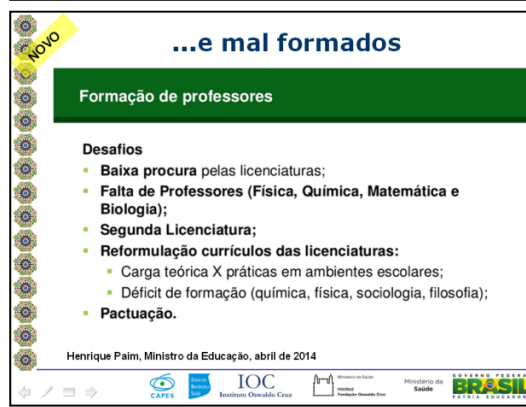 NOVO
...e mal formados
Formação de professores
Desafios
Baixa procura pelas licenciaturas;
Falta de Professores (Física, Química, Matemática e
Biologia);
Segunda Licenciatura;
Reformulação currículos das licenciaturas:
Carga teórica X práticas em ambientes escolares;
Déficit de formação (química, física, sociologia, filosofia);
Pactuação.
Henrique Paim, Ministro da Educação, abril de 2014
CAPES
IOC
Instituto Oswaldo Cruz
Ministério da Saúde
FIOCRUZ
Fundação Oswaldo Cruz
Ministério da
Saúde
GOVERNO FEDERA
BRASIL
PÁTRIA EDUCADOR